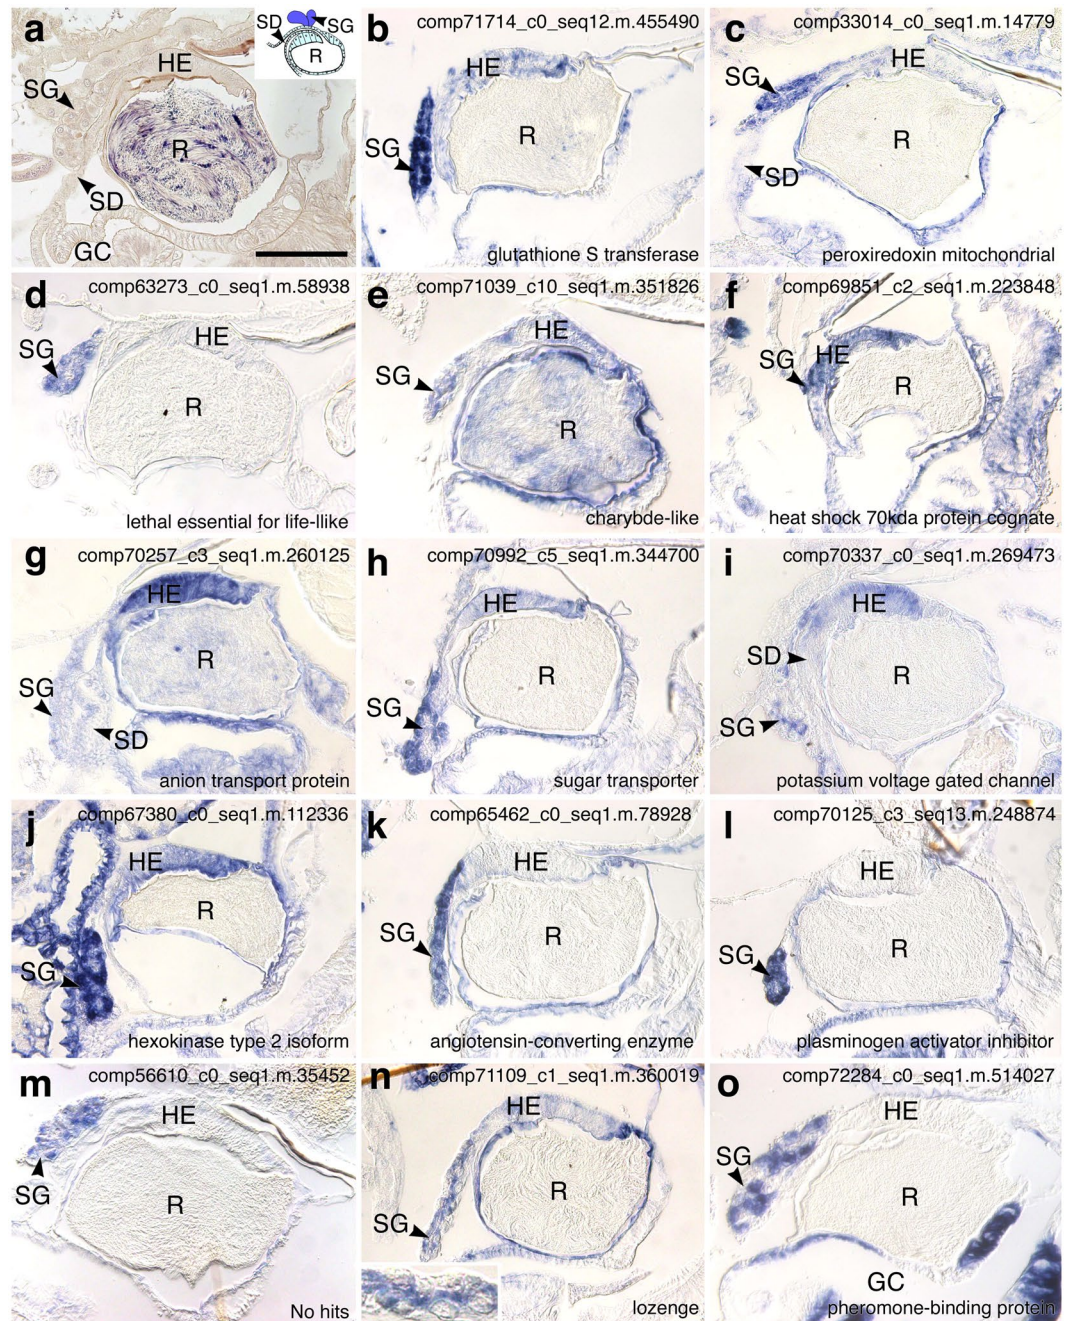 a
SD
SG
R
HE
SG
R
SD
GC
b
comp71714_c0_seq12.m.455490
HE
R
SG
glutathione S transferase
c
comp33014_c0_seq1.m.14779
HE
SG
R
SD
peroxiredoxin mitochondrial
d
comp63273_c0_seq1.m.58938
HE
SG
R
lethal essential for life-llike
e
comp71039_c10_seq1.m.351826
HE
SG
R
charybde-like
f
comp69851_c2_seq1.m.223848
HE
SG
R
heat shock 70kda protein cognate
g
comp70257_c3_seq1.m.260125
HE
R
SG
SD
anion transport protein
h
comp70992_c5_seq1.m.344700
HE
R
SG
sugar transporter
i
comp70337_c0_seq1.m.269473
HE
SD
R
SG
potassium voltage gated channel
j
comp67380_c0_seq1.m.112336
HE
R
SG
hexokinase type 2 isoform
k
comp65462_c0_seq1.m.78928
HE
SG
R
angiotensin-converting enzyme
l
comp70125_c3_seq13.m.248874
HE
R
SG
plasminogen activator inhibitor
m
comp56610_c0_seq1.m.35452
HE
SG
R
No hits
n
comp71109_c1_seq1.m.360019
HE
R
SG
lozenge
o
comp72284_c0_seq1.m.514027
HE
SG
R
GC
pheromone-binding protein